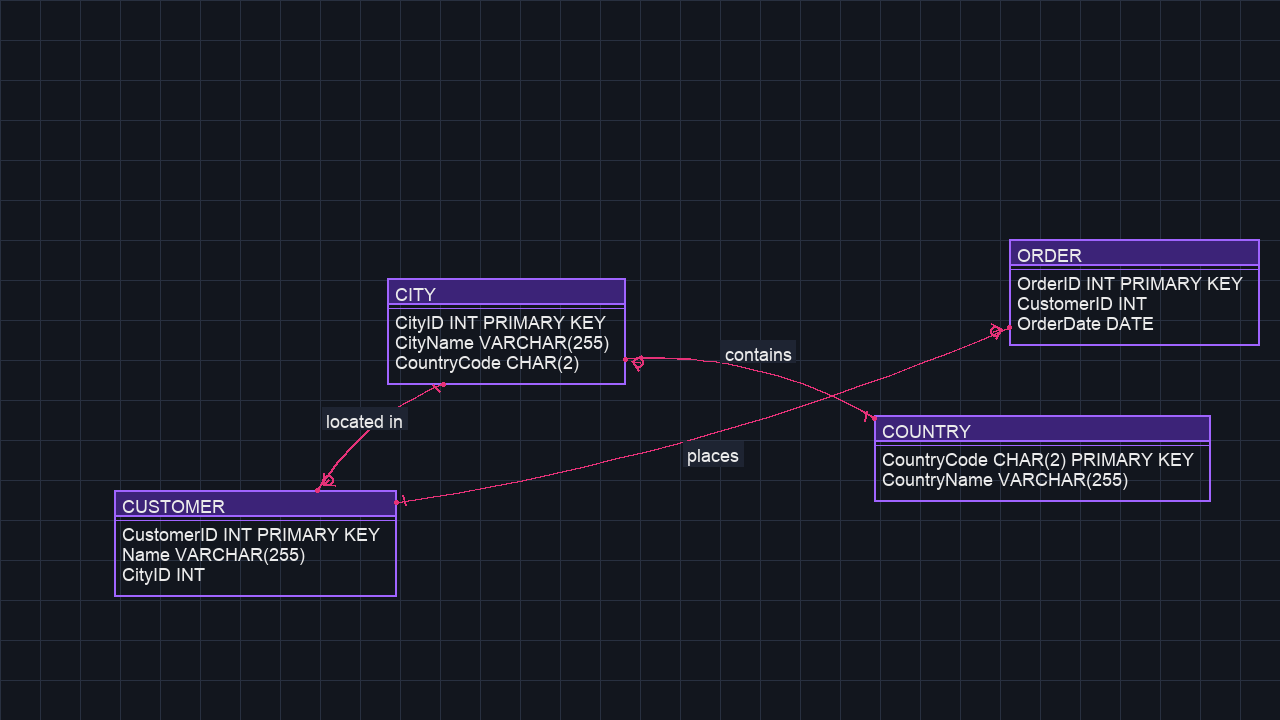 ORDER
OrderID INT PRIMARY KEY
CustomerID INT
OrderDate DATE
CITY
CityID INT PRIMARY KEY
CityName VARCHAR(255)
CountryCode CHAR(2)
contains
located in
COUNTRY
CountryCode CHAR(2) PRIMARY KEY
CountryName VARCHAR(255)
places
CUSTOMER
CustomerID INT PRIMARY KEY
Name VARCHAR(255)
CityID INT